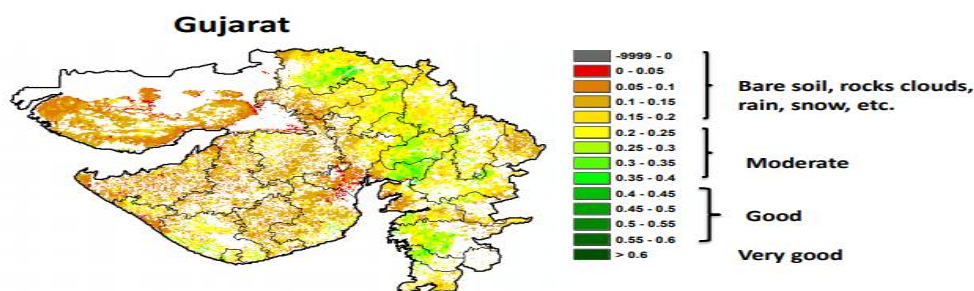 Gujarat
-9999 - 0
0 - 0.05
0.05 - 0.1
0.1 - 0.15
0.15 - 0.2
0.2 - 0.25
0.25 - 0.3
0.3 - 0.35
0.35 - 0.4
0.4 - 0.45
0.45 - 0.5
0.5 - 0.55
0.55 - 0.6
> 0.6
Bare soil, rocks clouds,
rain, snow, etc.
Moderate
Good
Very good